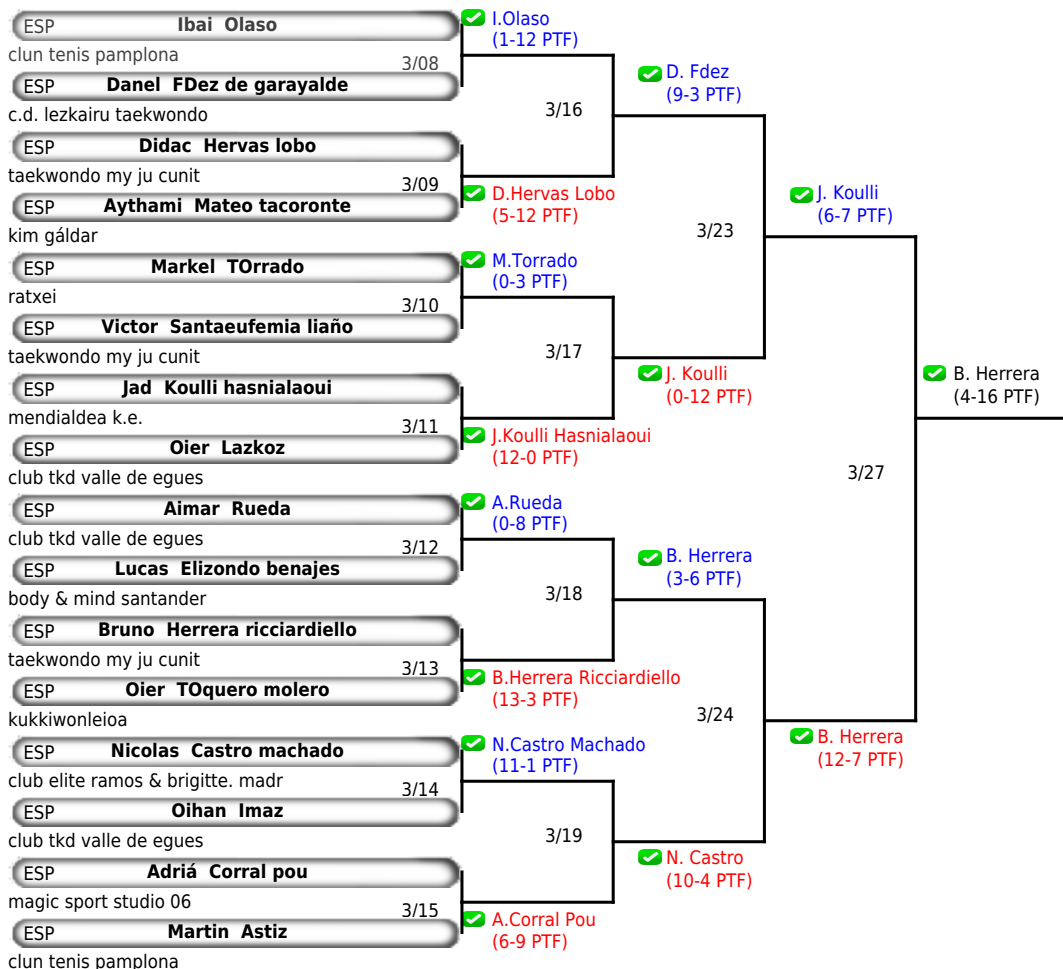 ESP Ibai Olaso
clun tenis pamplona
3/08
ESP Danel FDez de garayalde
c.d. lezkairu taekwondo
ESP Didac Hervas lobo
taekwondo my ju cunit
3/09
ESP Aythami Mateo tacoronte
kim gáldar
ESP Markel TOrrado
ratxei
3/10
ESP Victor Santaeufemia liaño
taekwondo my ju cunit
ESP Jad Koulli hasnialaoui
mendialdea k.e.
3/11
ESP Oier Lazkoz
club tkd valle de egues
ESP Aimar Rueda
club tkd valle de egues
3/12
ESP Lucas Elizondo benajes
body & mind santander
ESP Bruno Herrera ricciardiello
taekwondo my ju cunit
3/13
ESP Oier TOquero molero
kukkiwonleioa
ESP Nicolas Castro machado
club elite ramos & brigitte. madr
3/14
ESP Oihan Imaz
club tkd valle de egues
ESP Adriá Corral pou
magic sport studio 06
3/15
ESP Martin Astiz
clun tenis pamplona
I.Olaso
(1-12 PTF)
3/16
D.Hervas Lobo
(5-12 PTF)
M.Torrado
(0-3 PTF)
3/17
J.Koulli Hasnialaoui
(12-0 PTF)
A.Rueda
(0-8 PTF)
3/18
B.Herrera Ricciardiello
(13-3 PTF)
N.Castro Machado
(11-1 PTF)
3/19
A.Corral Pou
(6-9 PTF)
D. Fdez
(9-3 PTF)
3/23
J. Koulli
(0-12 PTF)
B. Herrera
(3-6 PTF)
3/24
N. Castro
(10-4 PTF)
J. Koulli
(6-7 PTF)
3/27
B. Herrera
(12-7 PTF)
B. Herrera
(4-16 PTF)